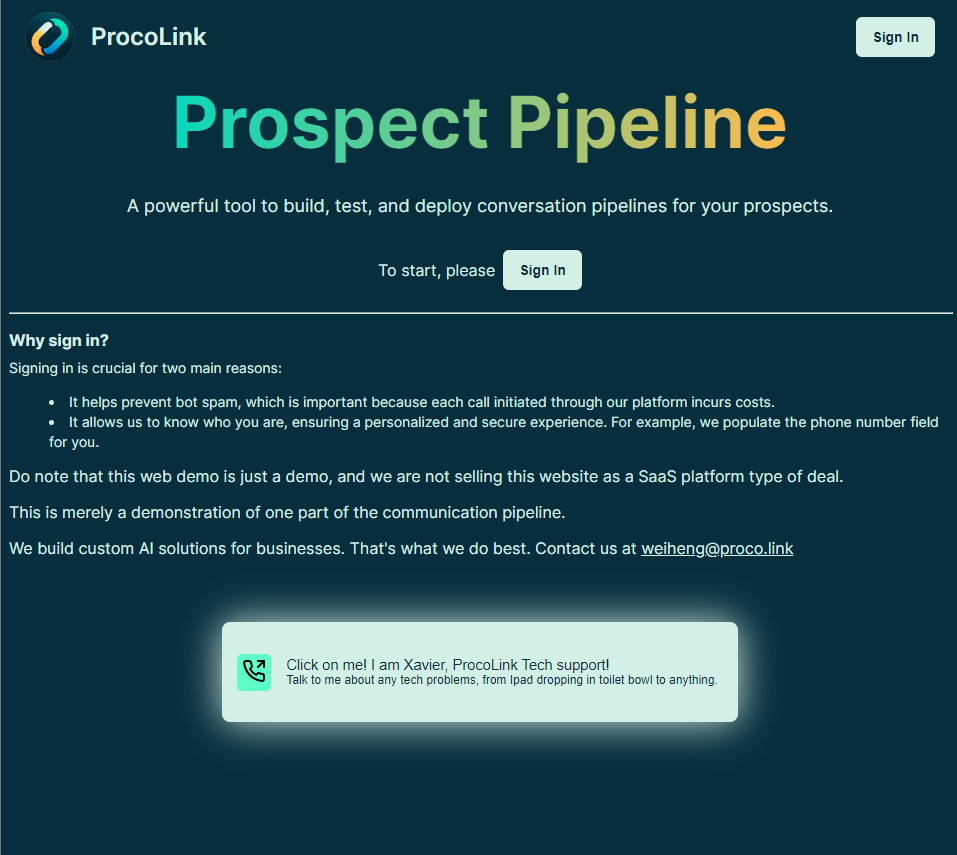 ProcoLink
Sign In
Prospect Pipeline
A powerful tool to build, test, and deploy conversation pipelines for your prospects.
To start, please Sign In
Why sign in?
Signing in is crucial for two main reasons:
• It helps prevent bot spam, which is important because each call initiated through our platform incurs costs.
• It allows us to know who you are, ensuring a personalized and secure experience. For example, we populate the phone number field
for you.
Do note that this web demo is just a demo, and we are not selling this website as a SaaS platform type of deal.
This is merely a demonstration of one part of the communication pipeline.
We build custom AI solutions for businesses. That's what we do best. Contact us at weiheng@proco.link
Click on me! I am Xavier, ProcoLink Tech support!
Talk to me about any tech problems, from Ipad dropping in toilet bowl to anything.